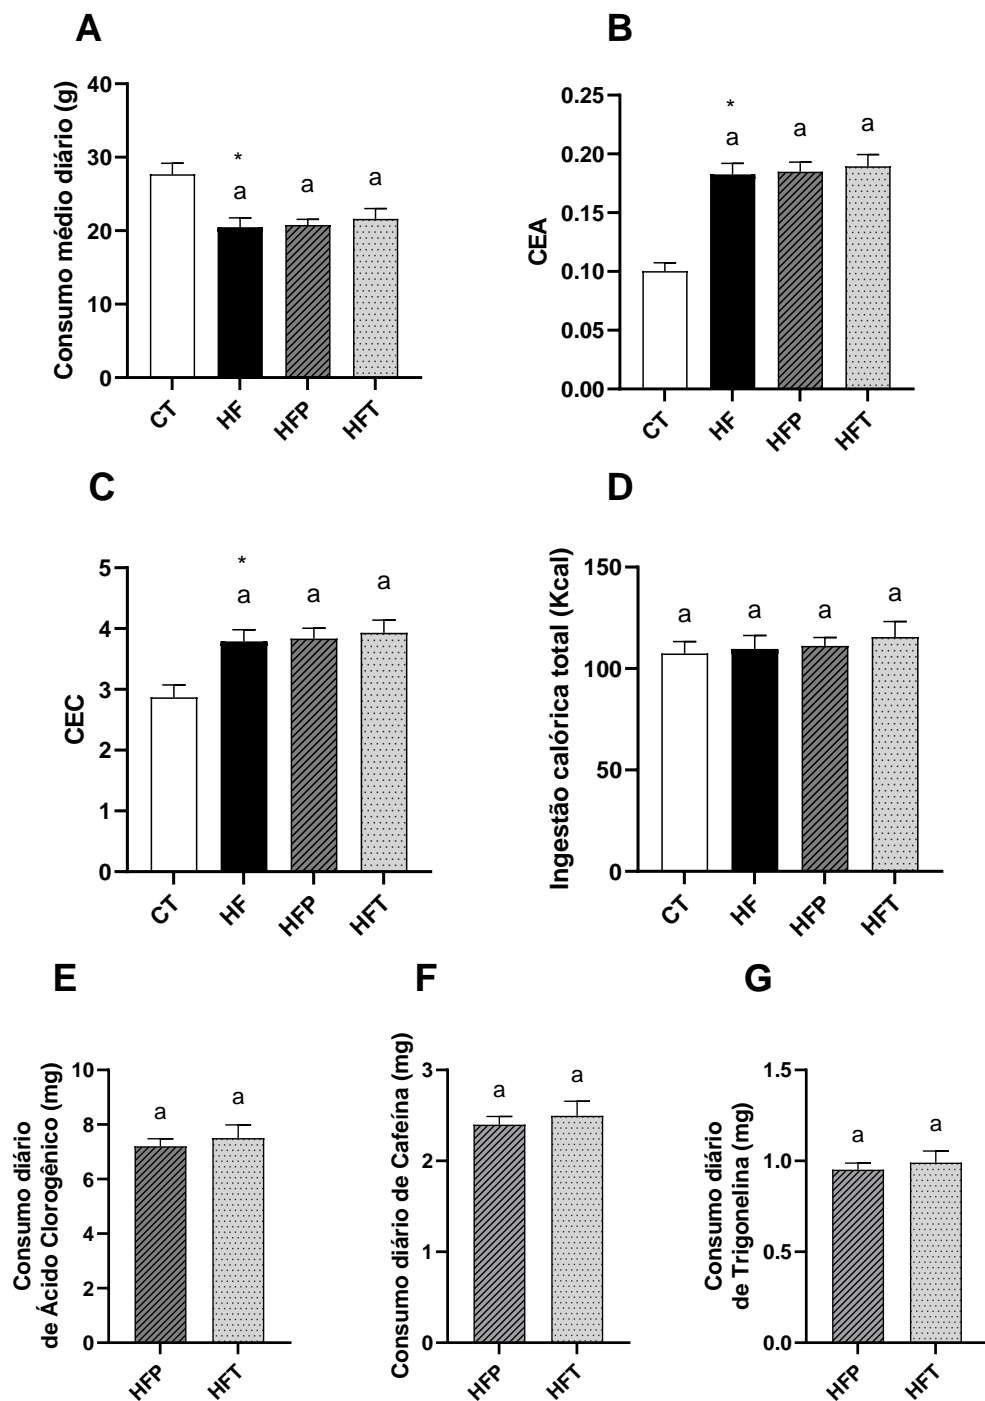 A
Consumo médio diário (g)
40
30
20
10
0
*
a
a
a
CT
HF
HFP
HFT
B
CEA
0.25
0.20
0.15
0.10
0.05
0.00
*
a
a
a
CT
HF
HFP
HFT
C
CEC
5
4
3
2
1
0
*
a
a
a
CT
HF
HFP
HFT
D
Ingestão calórica total (Kcal)
150
100
50
0
a
a
a
a
CT
HF
HFP
HFT
E
Consumo diário
de Ácido Clorogênico (mg)
10
8
6
4
2
0
a
a
HFP
HFT
F
Consumo diário de Cafeína (mg)
3
2
1
0
a
a
HFP
HFT
G
Consumo diário
de Trigonelina (mg)
1.5
1.0
0.5
0.0
a
a
HFP
HFT